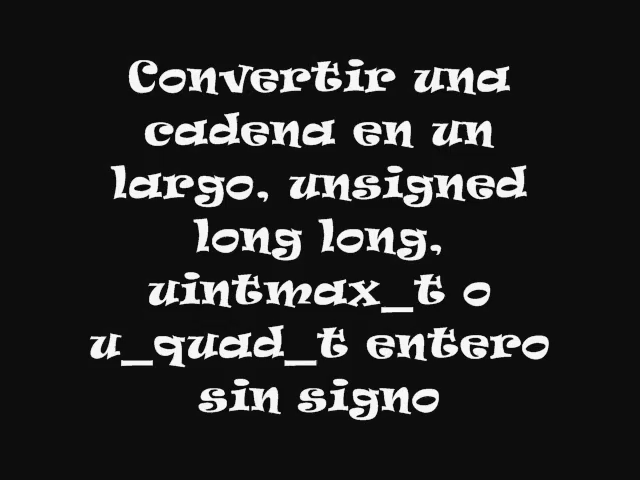 Convertir una
cadena en un
largo, unsigned
long long,
uintmax_t o
u_quad_t entero
sin signo